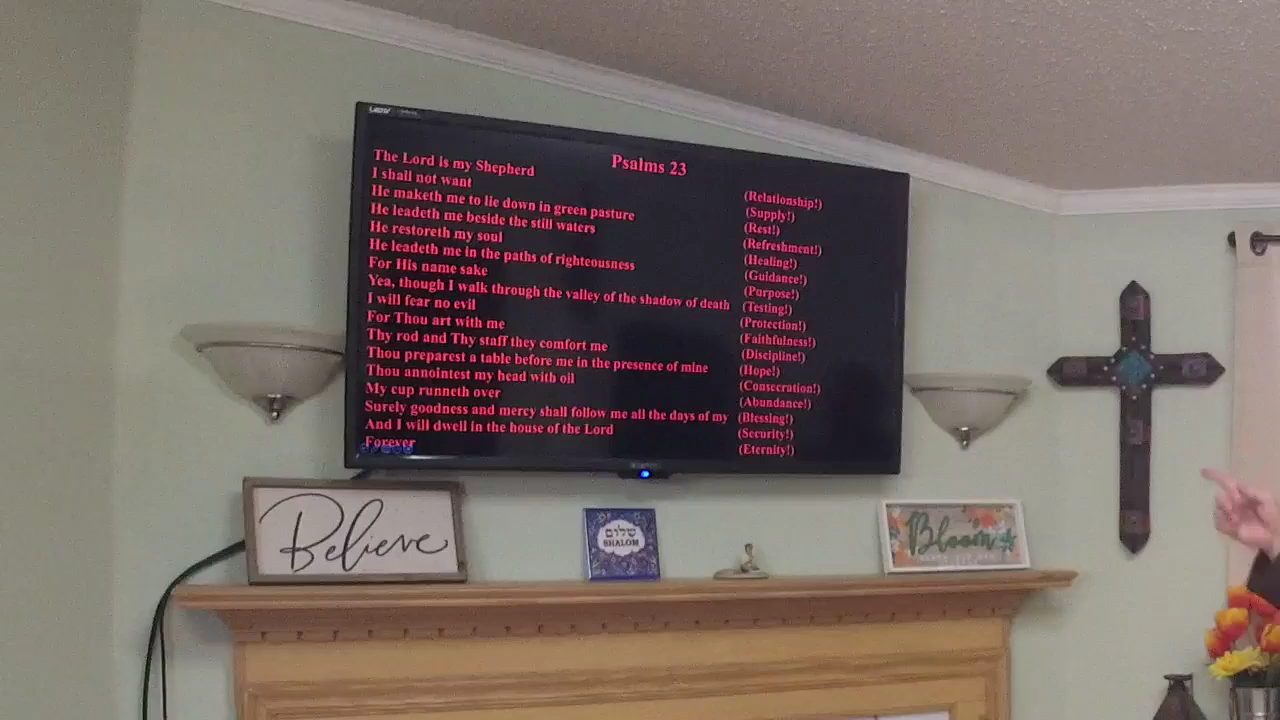 Psalms 23
The Lord is my Shepherd (Relationship!)
I shall not want (Supply!)
He maketh me to lie down in green pasture (Rest!)
He leadeth me beside the still waters (Refreshment!)
He restoreth my soul (Healing!)
He leadeth me in the paths of righteousness (Guidance!)
For His name sake (Purpose!)
Yea, though I walk through the valley of the shadow of death (Testing!)
I will fear no evil (Protection!)
For Thou art with me (Faithfulness!)
Thy rod and Thy staff they comfort me (Discipline!)
Thou preparest a table before me in the presence of mine (Hope!)
Thou annointest my head with oil (Consecration!)
My cup runneth over (Abundance!)
Surely goodness and mercy shall follow me all the days of my (Blessing!)
And I will dwell in the house of the Lord (Security!)
Forever (Eternity!)
Believe
שלום
SHALOM
Bloom